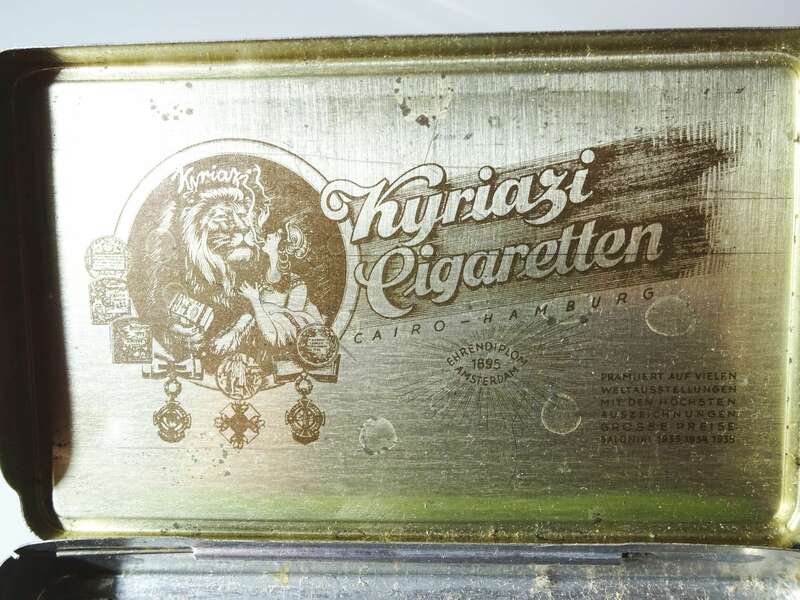 Kyriazi
Kyriazi
Cigaretten
CAIRO-HAMBURG
EHRENDIPLOM
1895
AMSTERDAM
PRÄMIIERT AUF VIELEN
WELTAUSSTELLUNGEN
MIT DEN HÖCHSTEN
AUSZEICHNUNGEN
GROSSE PREISE
SALONIKI 1933, 1934, 1935